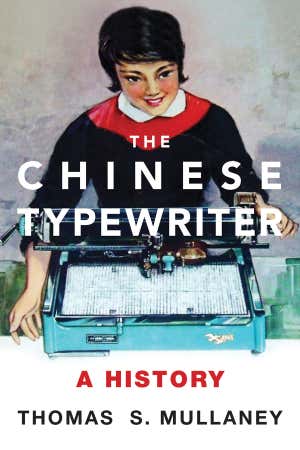 THE
CHINESE
TYPEWRITER
A HISTORY
THOMAS S. MULLANEY